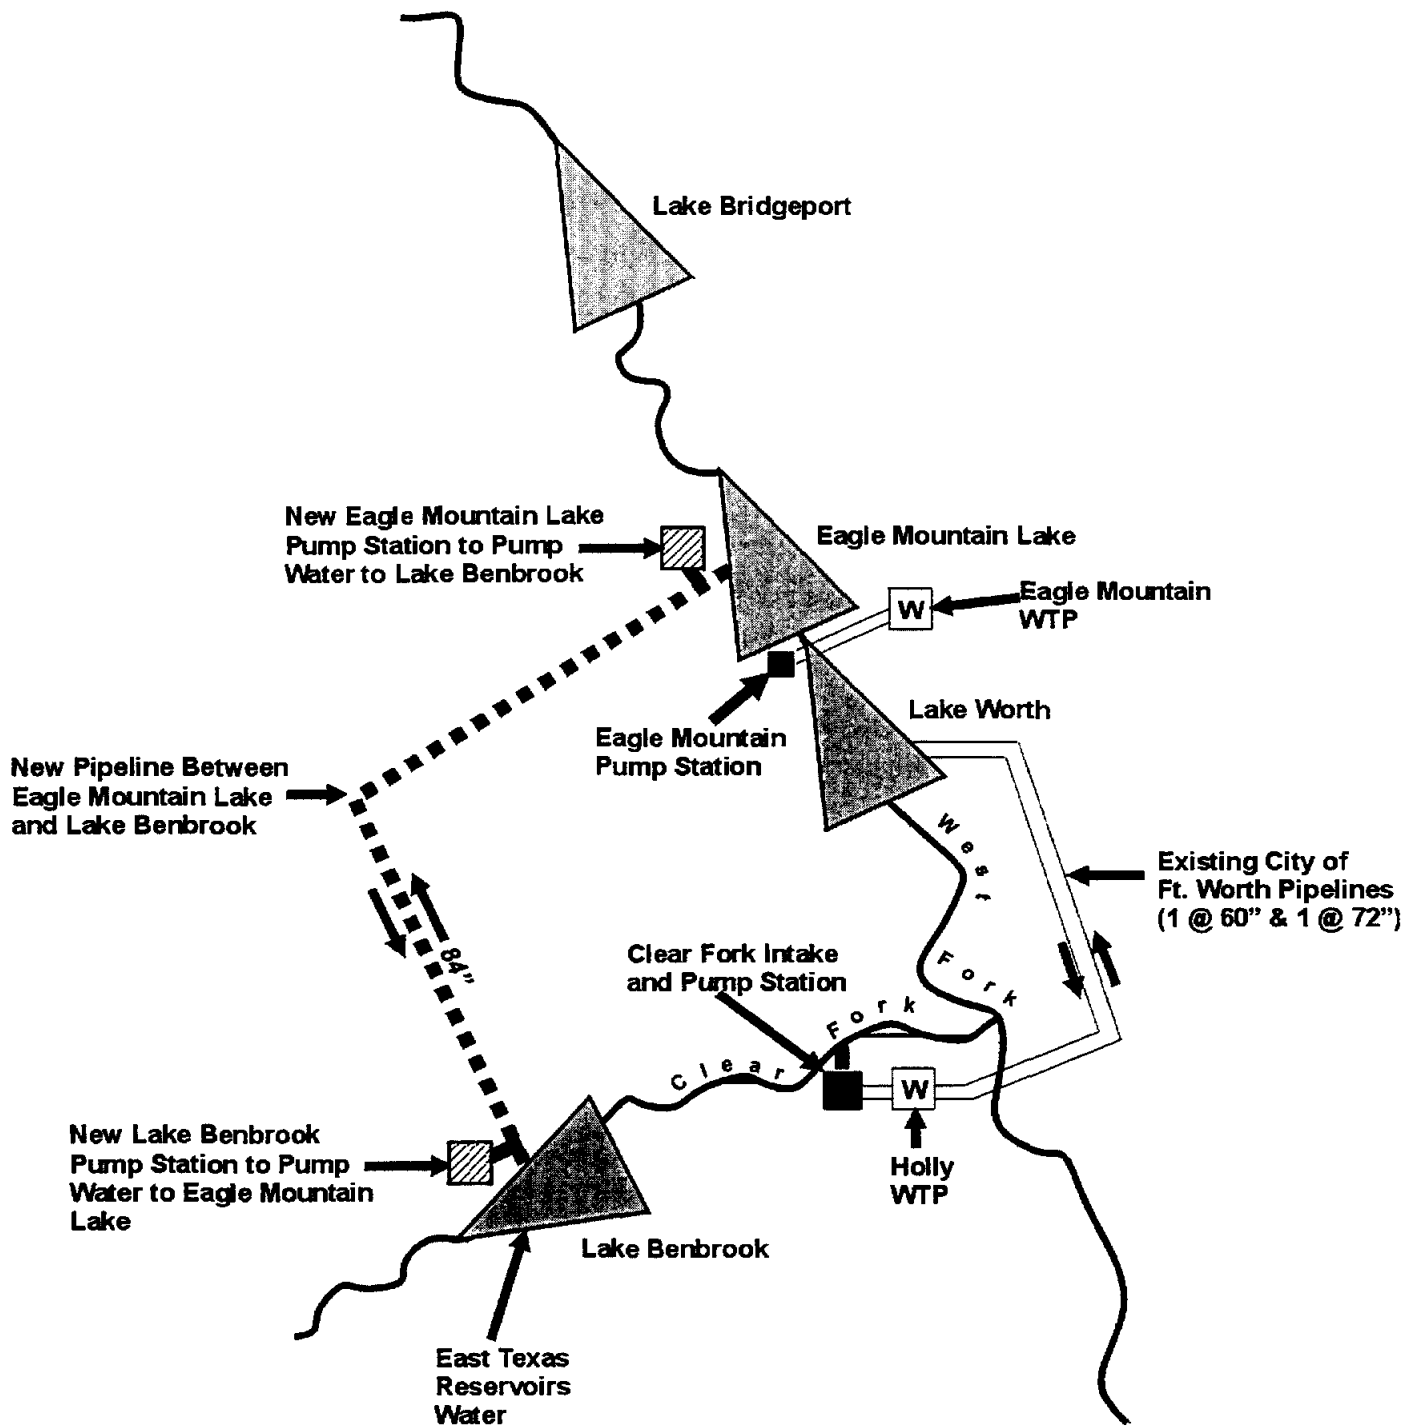 Lake Bridgeport
New Eagle Mountain Lake
Pump Station to Pump
Water to Lake Benbrook
Eagle Mountain Lake
W
Eagle Mountain
WTP
Eagle Mountain
Pump Station
Lake Worth
New Pipeline Between
Eagle Mountain Lake
and Lake Benbrook
West Fork
Existing City of
Ft. Worth Pipelines
(1 @ 60” & 1 @ 72”)
84”
Clear Fork Intake
and Pump Station
Clear Fork
W
Holly
WTP
New Lake Benbrook
Pump Station to Pump
Water to Eagle Mountain
Lake
Lake Benbrook
East Texas
Reservoirs
Water